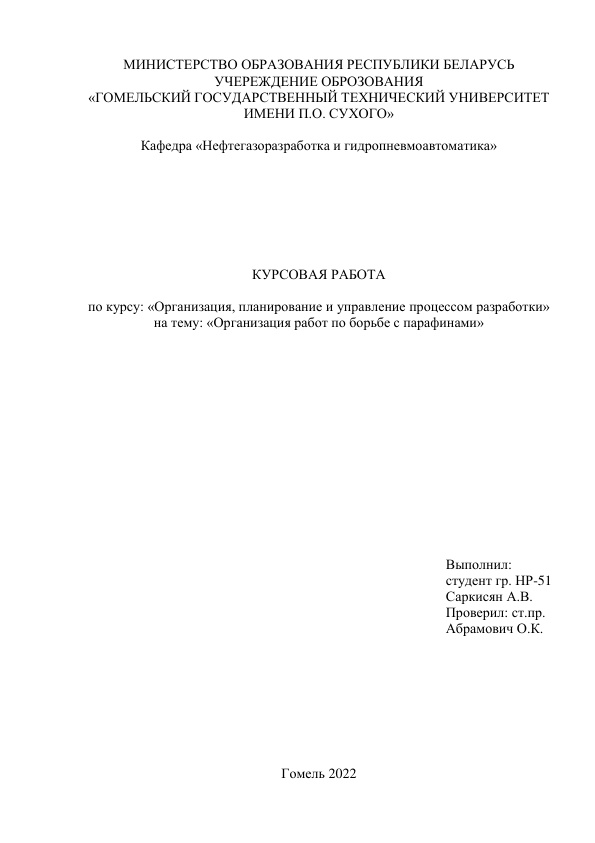 МИНИСТЕРСТВО ОБРАЗОВАНИЯ РЕСПУБЛИКИ БЕЛАРУСЬ
УЧЕРЕЖДЕНИЕ ОБРОЗОВАНИЯ
«ГОМЕЛЬСКИЙ ГОСУДАРСТВЕННЫЙ ТЕХНИЧЕСКИЙ УНИВЕРСИТЕТ
ИМЕНИ П.О. СУХОГО»
Кафедра «Нефтегазоразработка и гидропневмоавтоматика»
КУРСОВАЯ РАБОТА
по курсу: «Организация, планирование и управление процессом разработки»
на тему: «Организация работ по борьбе с парафинами»
Выполнил:
студент гр. НР-51
Саркисян А.В.
Проверил: ст.пр.
Абрамович О.К.
Гомель 2022